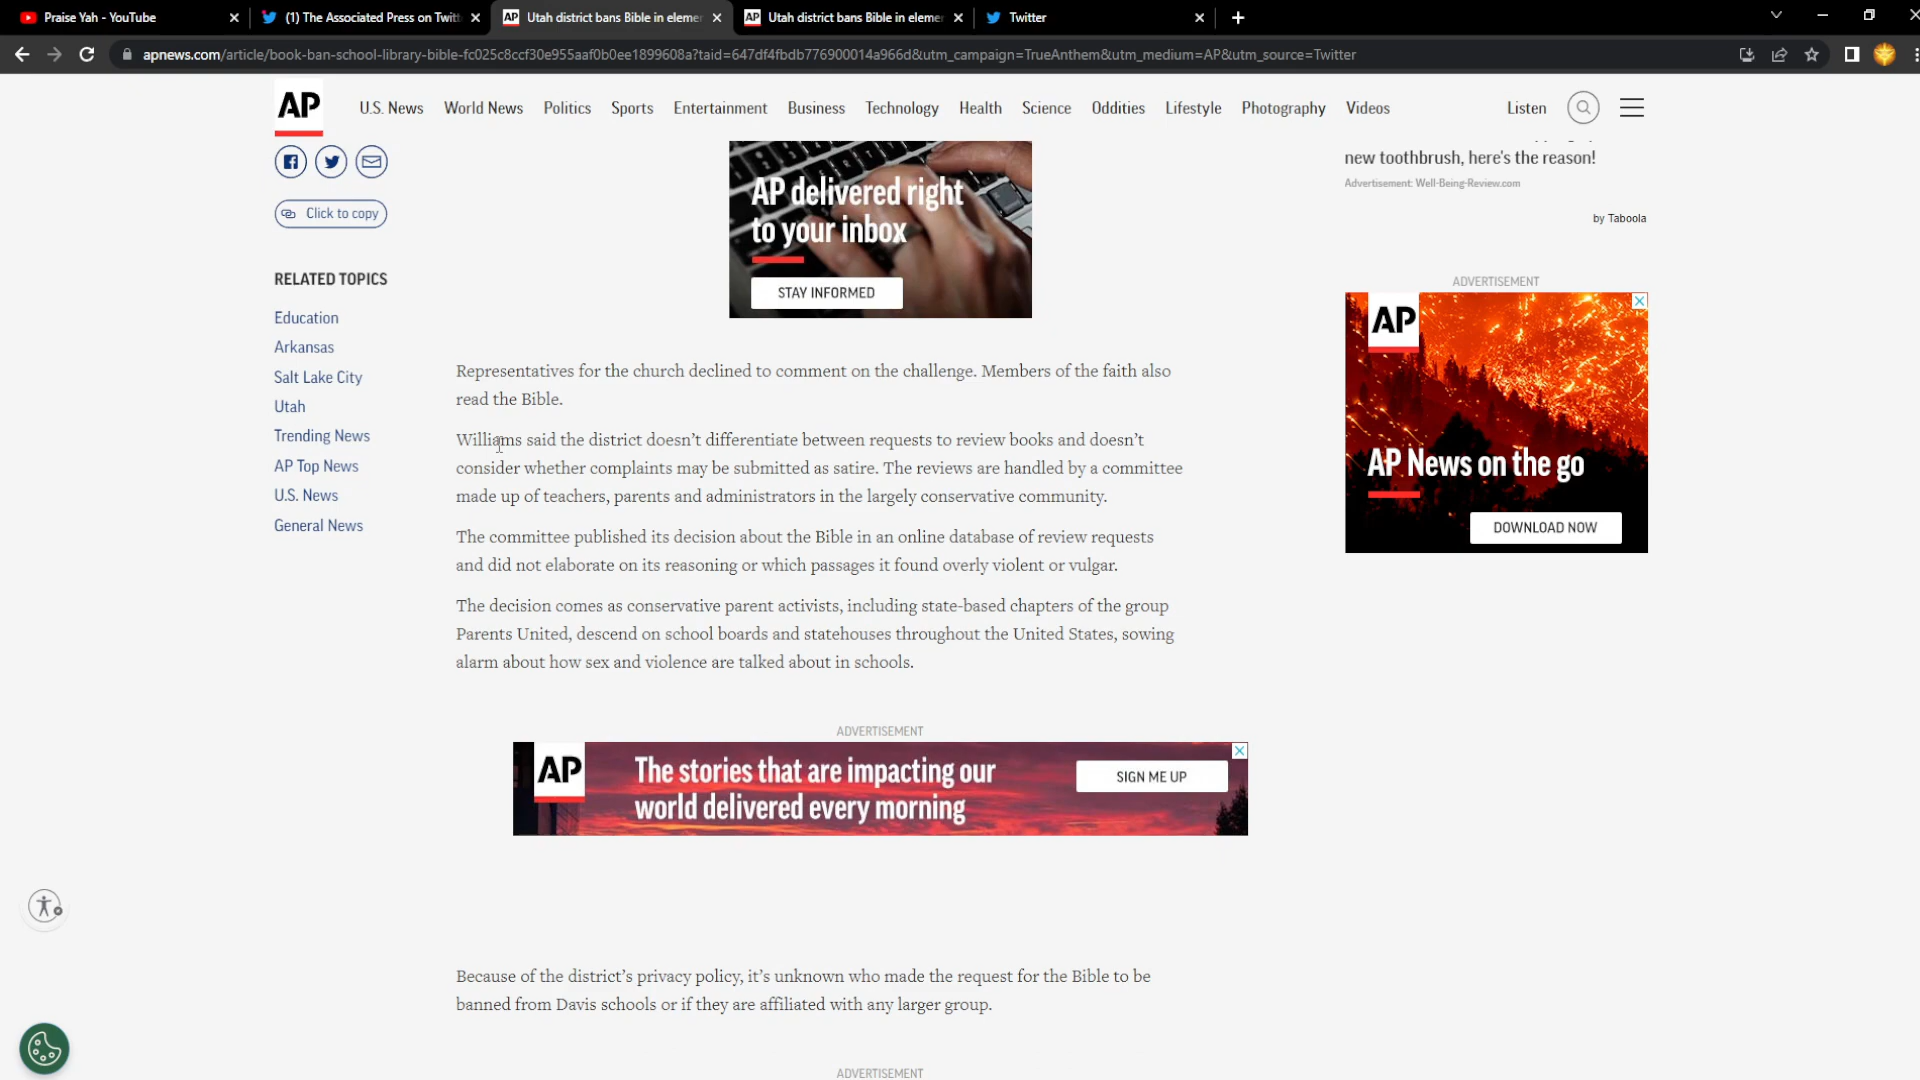 Praise Yah - YouTube
(1) The Associated Press on Twitt
Utah district bans Bible in elemen
Utah district bans Bible in elemen
Twitter
apnews.com/article/book-ban-school-library-bible-fc025c8ccf30e955aaf0b0ee1899608a?taid=647df4fbdb776900014a966d&utm_campaign=TrueAnthem&utm_medium=AP&utm_source=Twitter
AP
U.S. News World News Politics Sports Entertainment Business Technology Health Science Oddities Lifestyle Photography Videos
Listen
Click to copy
RELATED TOPICS
Education
Arkansas
Salt Lake City
Utah
Trending News
AP Top News
U.S. News
General News
AP delivered right
to your inbox
STAY INFORMED
Representatives for the church declined to comment on the challenge. Members of the faith also
read the Bible.
Williams said the district doesn’t differentiate between requests to review books and doesn’t
consider whether complaints may be submitted as satire. The reviews are handled by a committee
made up of teachers, parents and administrators in the largely conservative community.
The committee published its decision about the Bible in an online database of review requests
and did not elaborate on its reasoning or which passages it found overly violent or vulgar.
The decision comes as conservative parent activists, including state-based chapters of the group
Parents United, descend on school boards and statehouses throughout the United States, sowing
alarm about how sex and violence are talked about in schools.
ADVERTISEMENT
AP
The stories that are impacting our
world delivered every morning
SIGN ME UP
Because of the district’s privacy policy, it’s unknown who made the request for the Bible to be
banned from Davis schools or if they are affiliated with any larger group.
ADVERTISEMENT
new toothbrush, here's the reason!
Advertisement: Well-Being-Review.com
by Taboola
ADVERTISEMENT
AP
AP News on the go
DOWNLOAD NOW